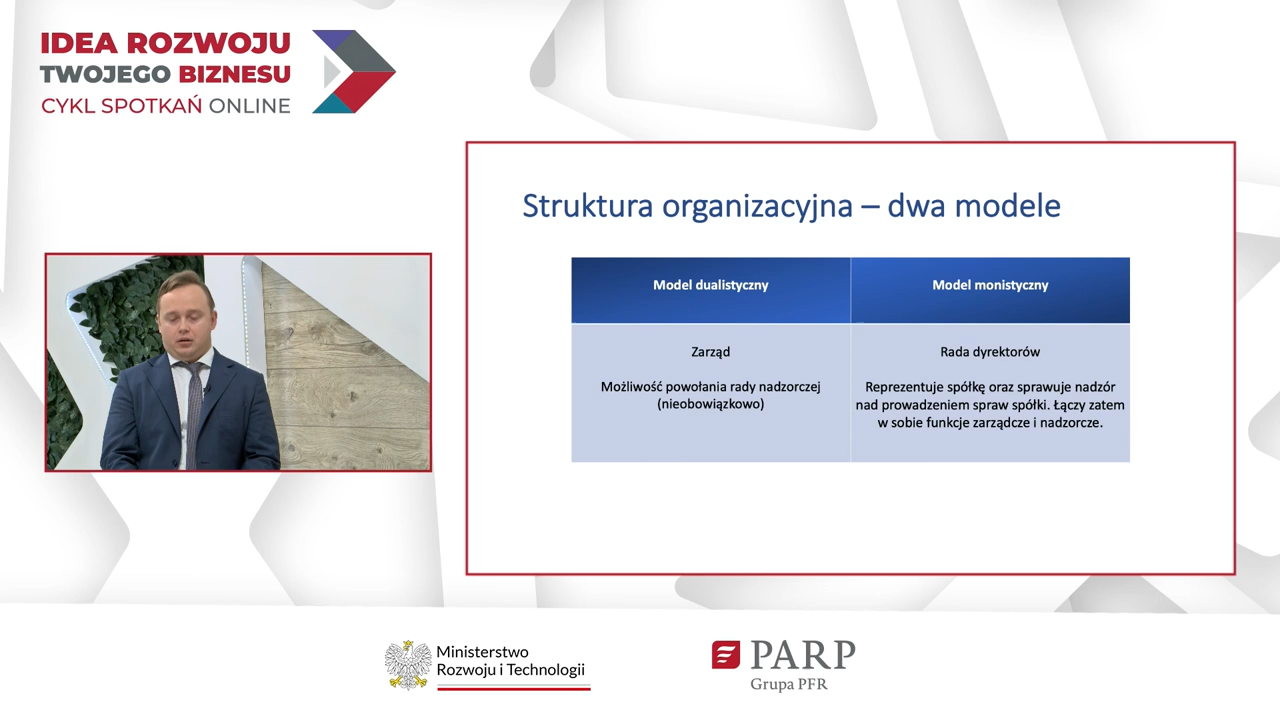 IDEA ROZWOJU
TWOJEGO BIZNESU
CYKL SPOTKAŃ ONLINE
Struktura organizacyjna – dwa modele
Model dualistyczny
Model monistyczny
Zarząd
Możliwość powołania rady nadzorczej
(nieobowiązkowo)
Rada dyrektorów
Reprezentuje spółkę oraz sprawuje nadzór
nad prowadzeniem spraw spółki. Łączy zatem
w sobie funkcje zarządcze i nadzorcze.
Ministerstwo
Rozwoju i Technologii
PARP
Grupa PFR